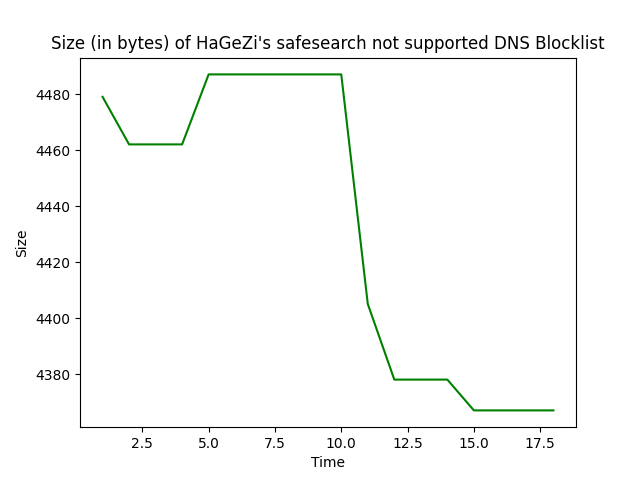 Size (in bytes) of HaGeZi's safesearch not supported DNS Blocklist
4480
4460
4440
4420
4400
4380
Size
2.5 5.0 7.5 10.0 12.5 15.0 17.5
Time